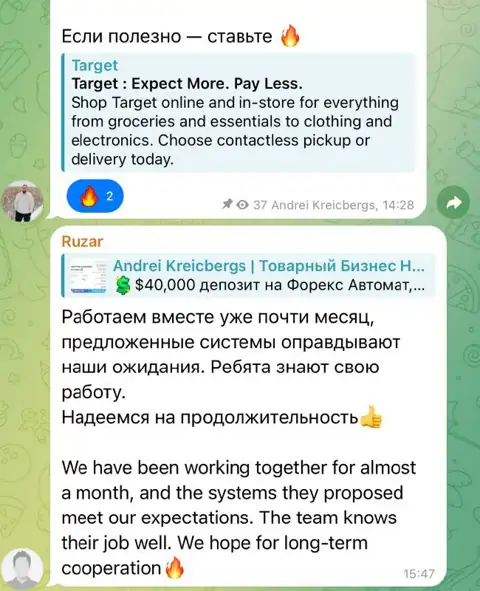 Если полезно — ставьте 🔥
Target
Target : Expect More. Pay Less.
Shop Target online and in-store for everything
from groceries and essentials to clothing and
electronics. Choose contactless pickup or
delivery today.
🔥 2
37 Andrei Kreicbergs, 14:28
Ruzar
Andrei Kreicbergs | Товарный Бизнес Н...
💲 $40,000 депозит на Форекс Автомат,...
Работаем вместе уже почти месяц,
предложенные системы оправдывают
наши ожидания. Ребята знают свою
работу.
Надеемся на продолжительность👍
We have been working together for almost
a month, and the systems they proposed
meet our expectations. The team knows
their job well. We hope for long-term
cooperation🔥
15:47